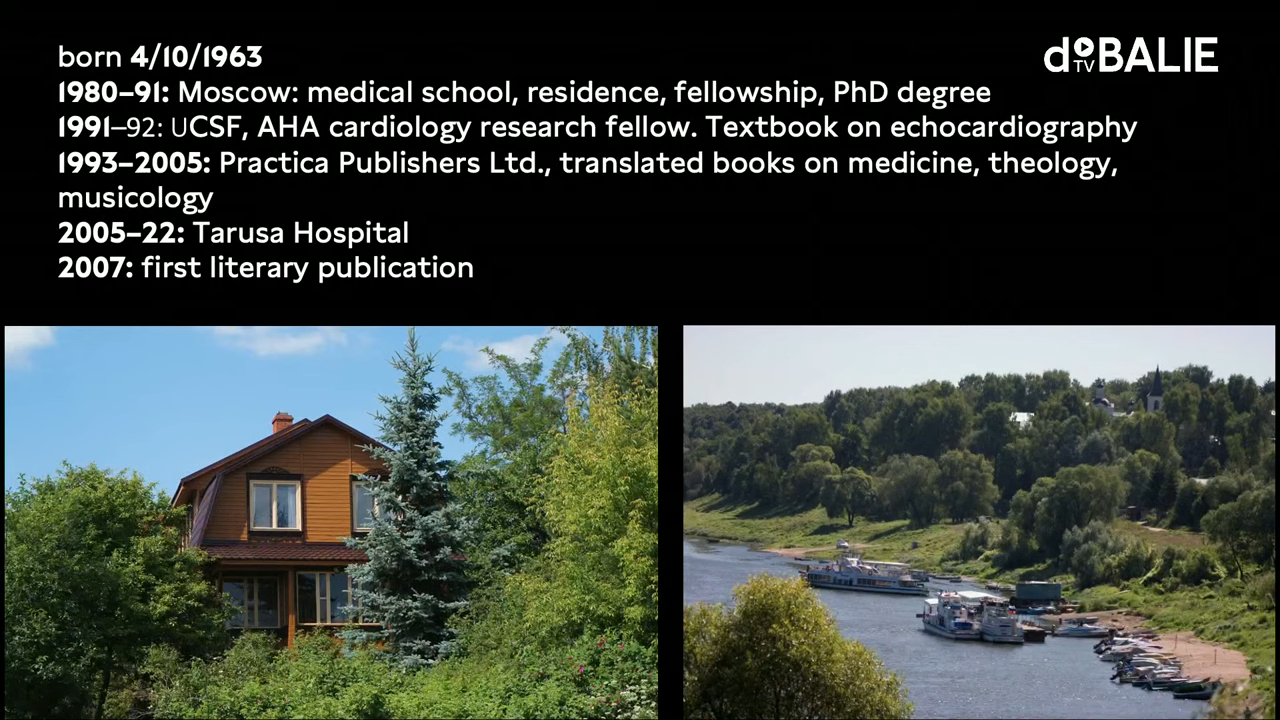 born 4/10/1963
1980–91: Moscow: medical school, residence, fellowship, PhD degree
1991–92: UCSF, AHA cardiology research fellow. Textbook on echocardiography
1993–2005: Practica Publishers Ltd., translated books on medicine, theology,
musicology
2005–22: Tarusa Hospital
2007: first literary publication
de BALIE TV